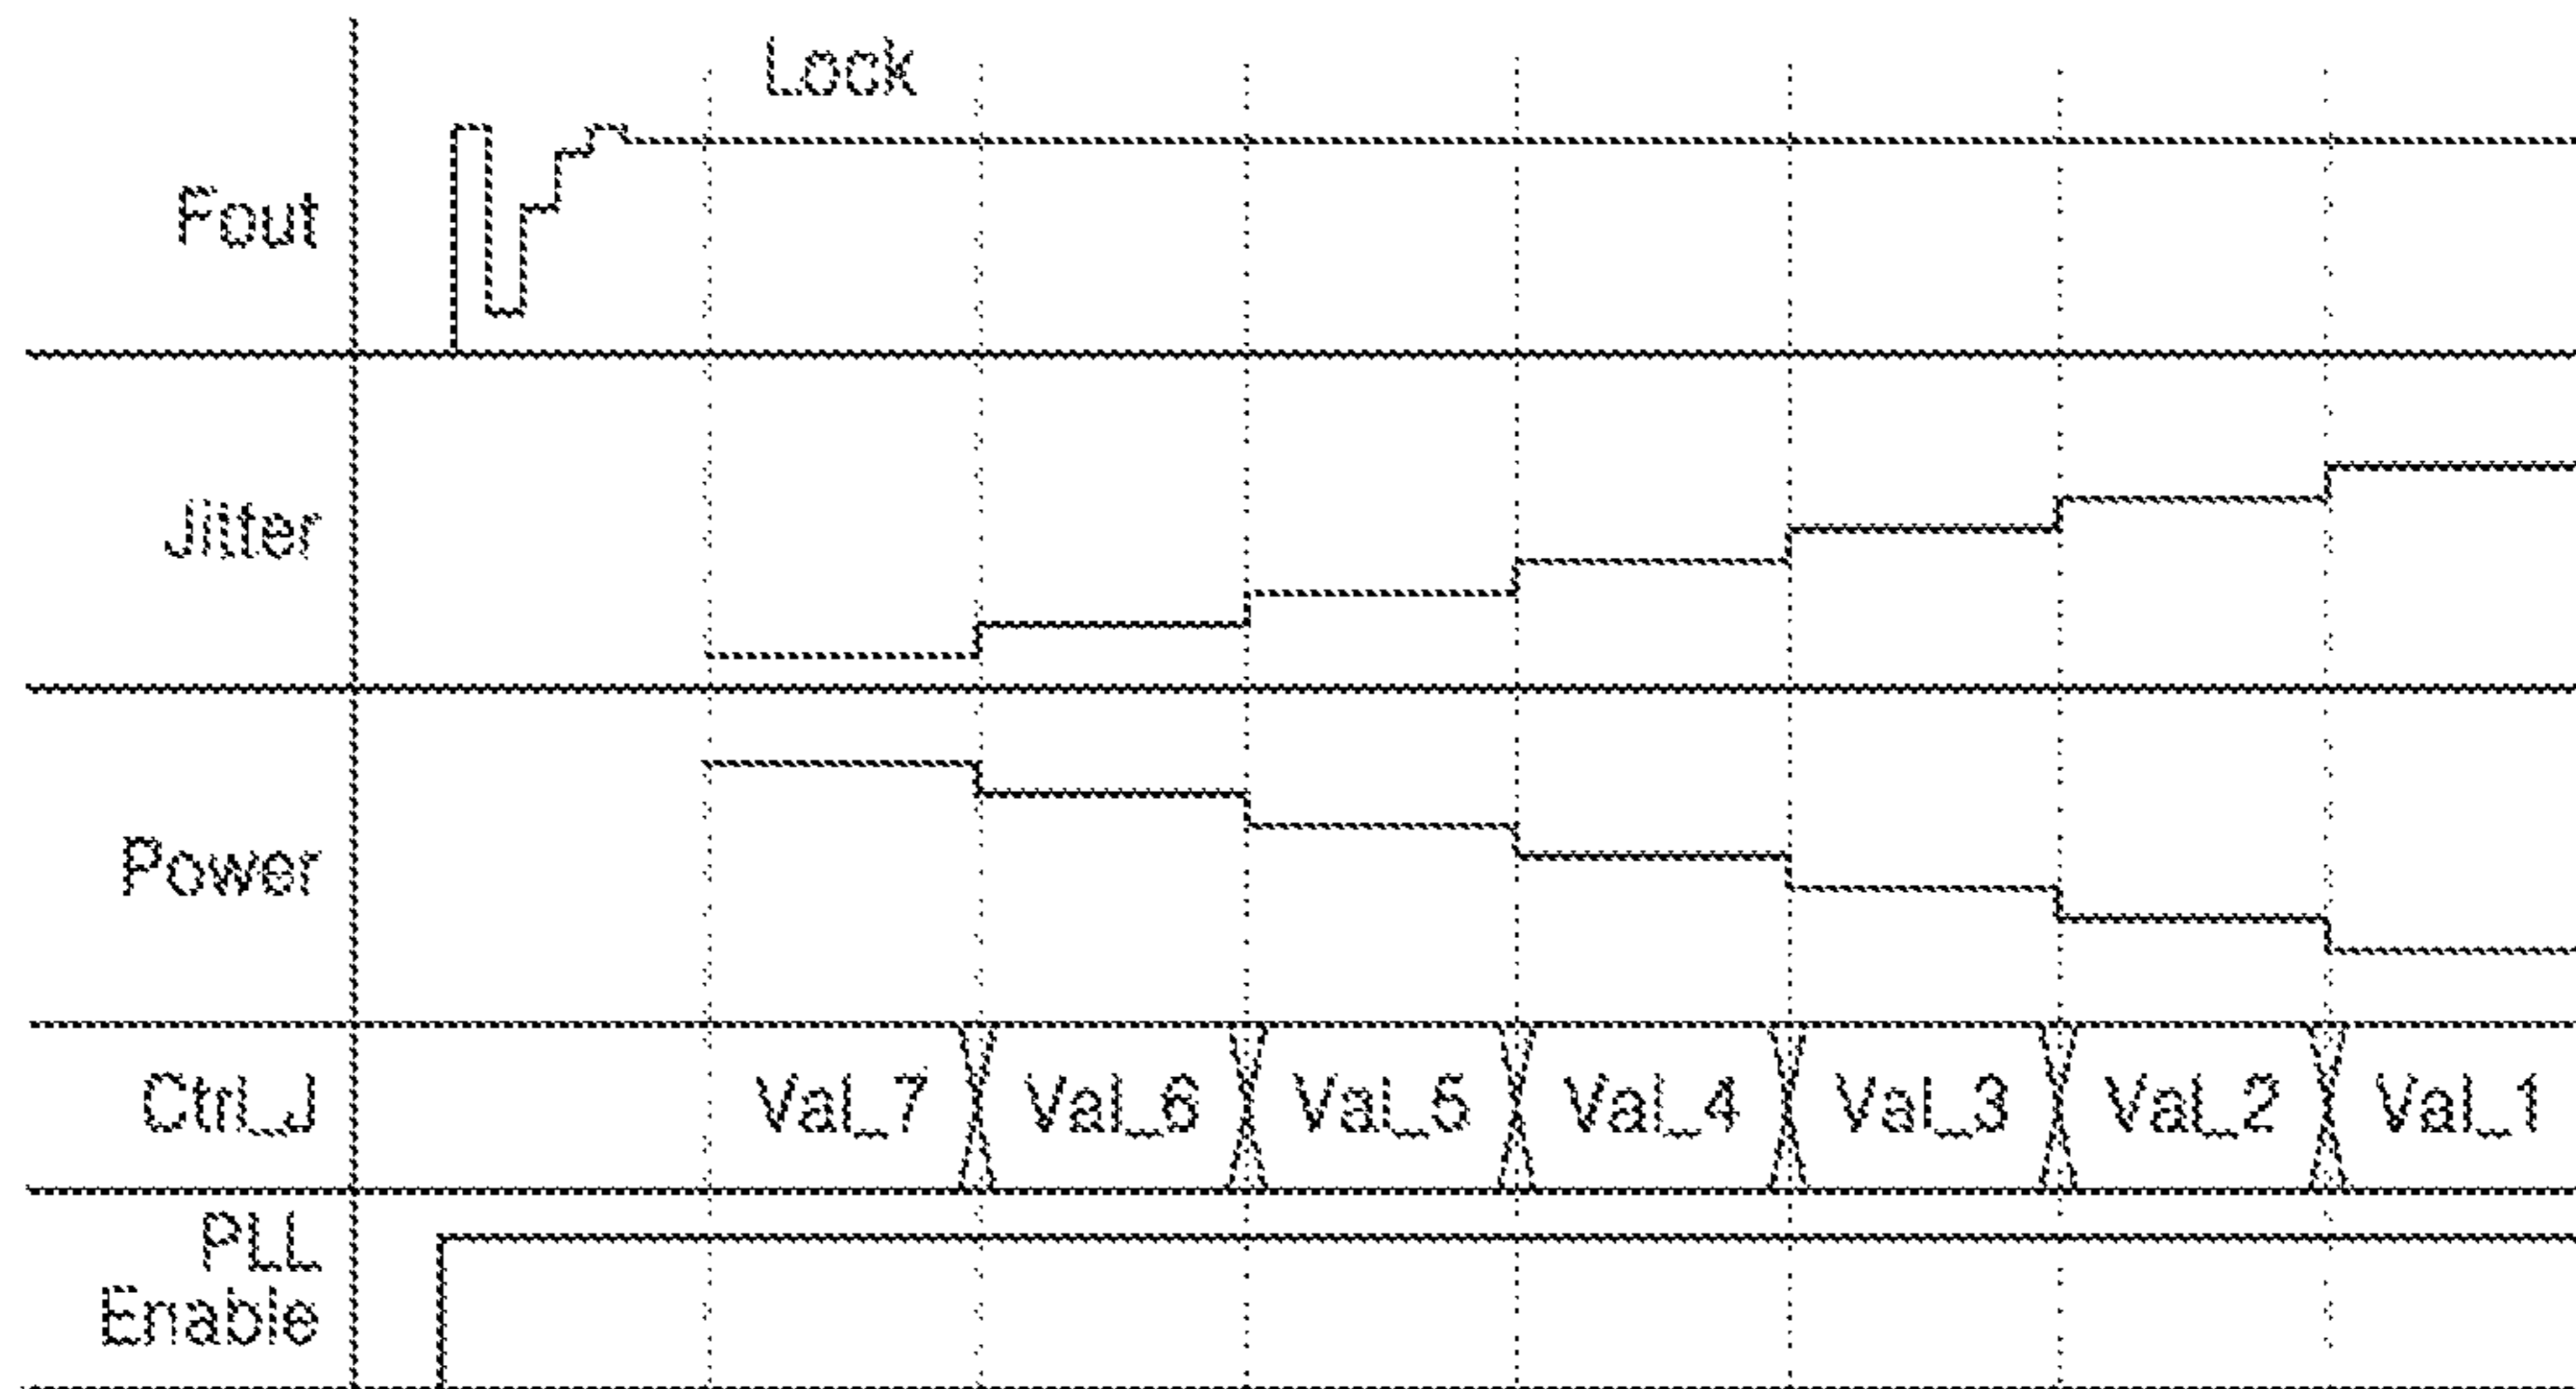 Lock
Fout
Jitter
Power
Ctrl_J
Val_7 Val_6 Val_5 Val_4 Val_3 Val_2 Val_1
PLL
Enable